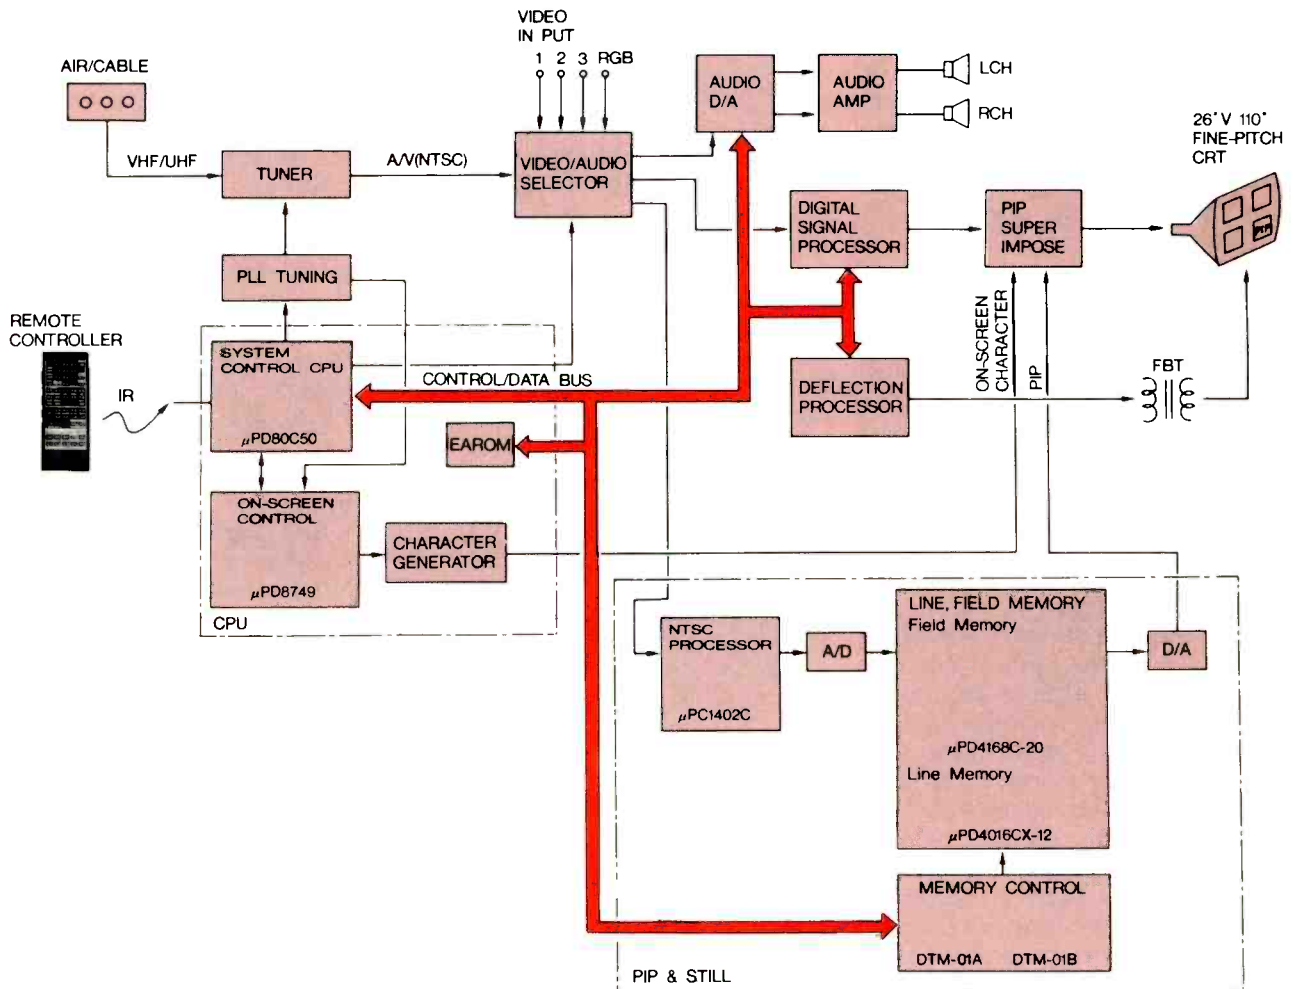 VIDEO
IN PUT
1 2 3 RGB
AIR/CABLE
VHF/UHF
TUNER
A/V(NTSC)
VIDEO/AUDIO
SELECTOR
AUDIO
D/A
AUDIO
AMP
LCH
RCH
26" V 110°
FINE-PITCH
CRT
PIP
DIGITAL
SIGNAL
PROCESSOR
PIP
SUPER
IMPOSE
PLL TUNING
REMOTE
CONTROLLER
IR
SYSTEM
CONTROL CPU
μPD80C50
CONTROL/DATA BUS
EAROM
DEFLECTION
PROCESSOR
ON-SCREEN
CHARACTER
PIP
FBT
ON-SCREEN
CONTROL
μPD8749
CHARACTER
GENERATOR
CPU
NTSC
PROCESSOR
μPC1402C
A/D
LINE, FIELD MEMORY
Field Memory
μPD4168C-20
Line Memory
μPD4016CX-12
D/A
MEMORY CONTROL
DTM-01A DTM-01B
PIP & STILL